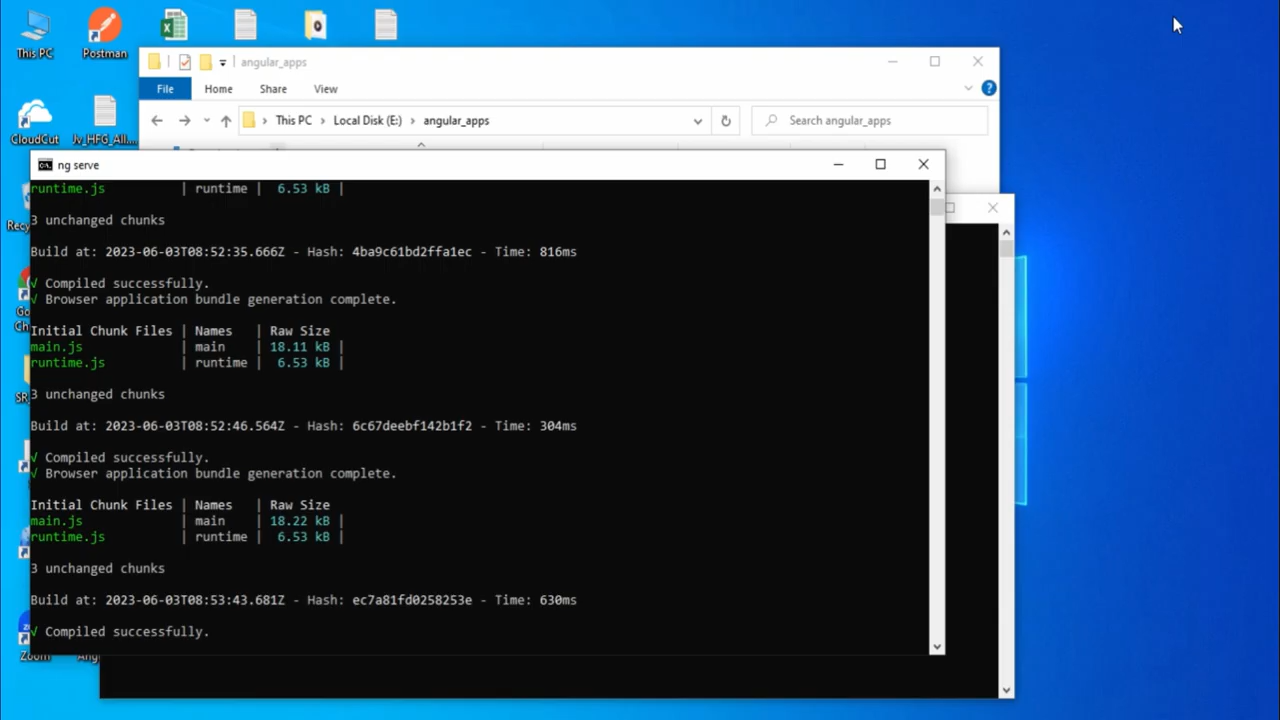 This PC
Postman
angular_apps
File
Home
Share
View
This PC
Local Disk (E:)
angular_apps
Search angular_apps
CloudCut
Jv_HFG_All....
ng serve
runtime.js | runtime | 6.53 kB |
3 unchanged chunks
Build at: 2023-06-03T08:52:35.666Z - Hash: 4ba9c61bd2ffa1ec - Time: 816ms
√ Compiled successfully.
√ Browser application bundle generation complete.
Initial Chunk Files | Names | Raw Size
main.js | main | 18.11 kB |
runtime.js | runtime | 6.53 kB |
3 unchanged chunks
Build at: 2023-06-03T08:52:46.564Z - Hash: 6c67deebf142b1f2 - Time: 304ms
√ Compiled successfully.
√ Browser application bundle generation complete.
Initial Chunk Files | Names | Raw Size
main.js | main | 18.22 kB |
runtime.js | runtime | 6.53 kB |
3 unchanged chunks
Build at: 2023-06-03T08:53:43.681Z - Hash: ec7a81fd0258253e - Time: 630ms
√ Compiled successfully.
Zoom